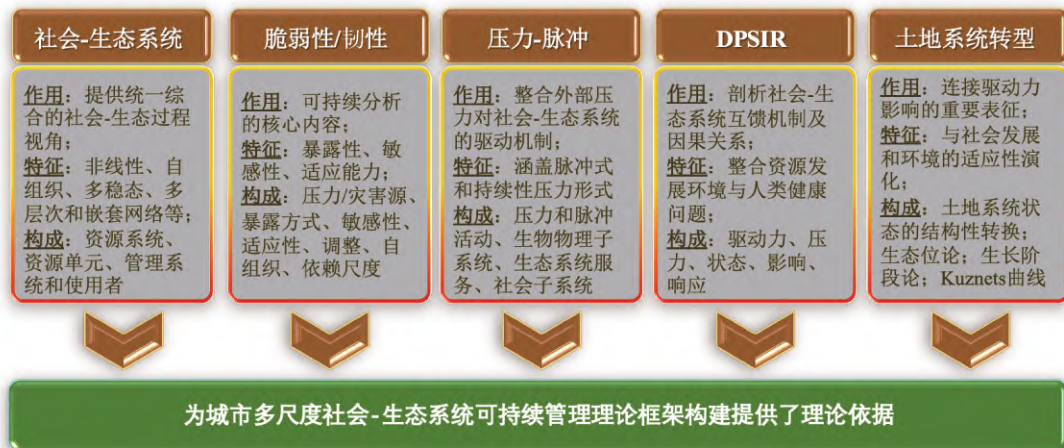 社会-生态系统
作用：提供统一综
合的社会-生态过程
视角；
特征：非线性、自
组织、多稳态、多
层次和嵌套网络等；
构成：资源系统、
资源单元、管理系
统和使用者
脆弱性/韧性
作用：可持续分析
的核心内容；
特征：暴露性、敏
感性、适应能力；
构成：压力/灾害源、
暴露方式、敏感性、
适应性、调整、自
组织、依赖尺度
压力-脉冲
作用：整合外部压
力对社会-生态系统
的驱动机制；
特征：涵盖脉冲式
和持续性压力形式
构成：压力和脉冲
活动、生物物理子
系统、生态系统服
务、社会子系统
DPSIR
作用：剖析社会-生
态系统互馈机制及
因果关系；
特征：整合资源发
展环境与人类健康
问题；
构成：驱动力、压
力、状态、影响、
响应
土地系统转型
作用：连接驱动力
影响的重要表征；
特征：与社会发展
和环境的适应性演
化；
构成：土地系统状
态的结构性转换；
生态位论；生长阶
段论；Kuznets曲线
为城市多尺度社会-生态系统可持续管理理论框架构建提供了理论依据